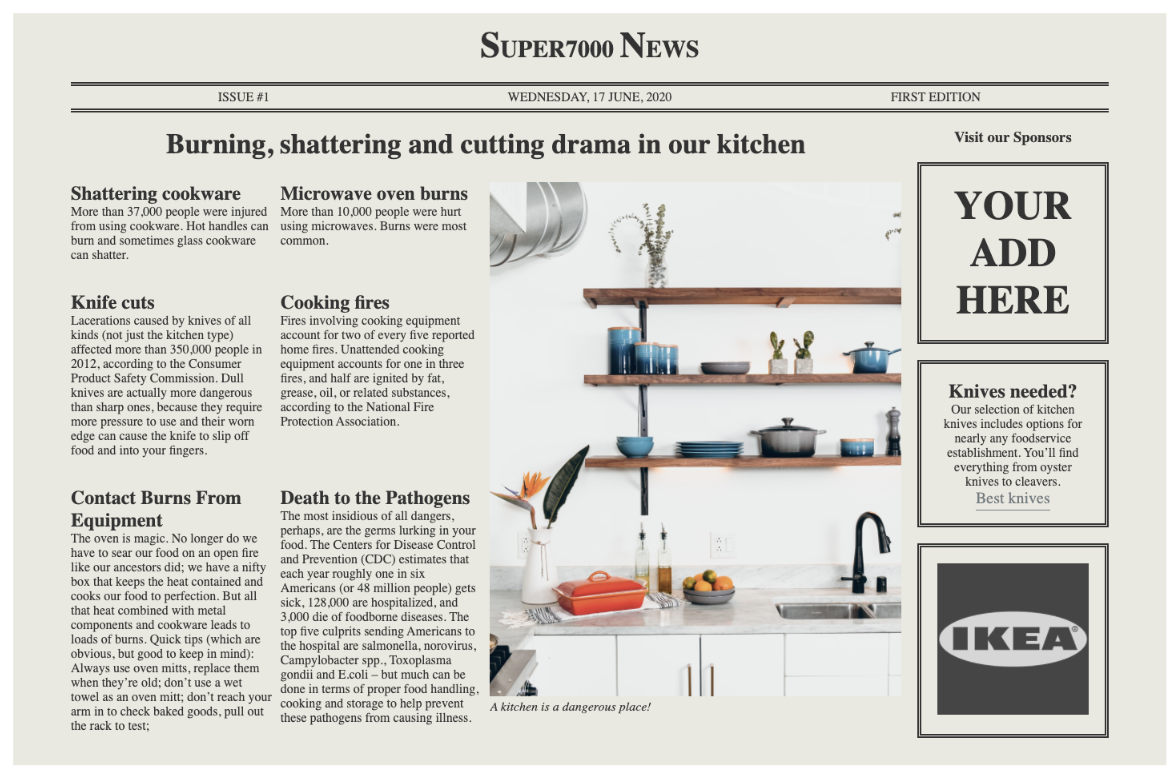 SUPER7000 NEWS
ISSUE #1
WEDNESDAY, 17 JUNE, 2020
FIRST EDITION
Burning, shattering and cutting drama in our kitchen
Shattering cookware
More than 37,000 people were injured
from using cookware. Hot handles can
burn and sometimes glass cookware
can shatter.
Microwave oven burns
More than 10,000 people were hurt
using microwaves. Burns were most
common.
Knife cuts
Lacerations caused by knives of all
kinds (not just the kitchen type)
affected more than 350,000 people in
2012, according to the Consumer
Product Safety Commission. Dull
knives are actually more dangerous
than sharp ones, because they require
more pressure to use and their worn
edge can cause the knife to slip off
food and into your fingers.
Cooking fires
Fires involving cooking equipment
account for two of every five reported
home fires. Unattended cooking
equipment accounts for one in three
fires, and half are ignited by fat,
grease, oil, or related substances,
according to the National Fire
Protection Association.
Contact Burns From
Equipment
The oven is magic. No longer do we
have to sear our food on an open fire
like our ancestors did; we have a nifty
box that keeps the heat contained and
cooks our food to perfection. But all
that heat combined with metal
components and cookware leads to
loads of burns. Quick tips (which are
obvious, but good to keep in mind):
Always use oven mitts, replace them
when they're old; don't use a wet
towel as an oven mitt; don't reach your
arm in to check baked goods, pull out
the rack to test;
Death to the Pathogens
The most insidious of all dangers,
perhaps, are the germs lurking in your
food. The Centers for Disease Control
and Prevention (CDC) estimates that
each year roughly one in six
Americans (or 48 million people) gets
sick, 128,000 are hospitalized, and
3,000 die of foodborne diseases. The
top five culprits sending Americans to
the hospital are salmonella, norovirus,
Campylobacter spp., Toxoplasma
gondii and E.coli – but much can be
done in terms of proper food handling,
cooking and storage to help prevent
these pathogens from causing illness.
A kitchen is a dangerous place!
Visit our Sponsors
YOUR
ADD
HERE
Knives needed?
Our selection of kitchen
knives includes options for
nearly any foodservice
establishment. You'll find
everything from oyster
knives to cleavers.
Best knives
IKEA®